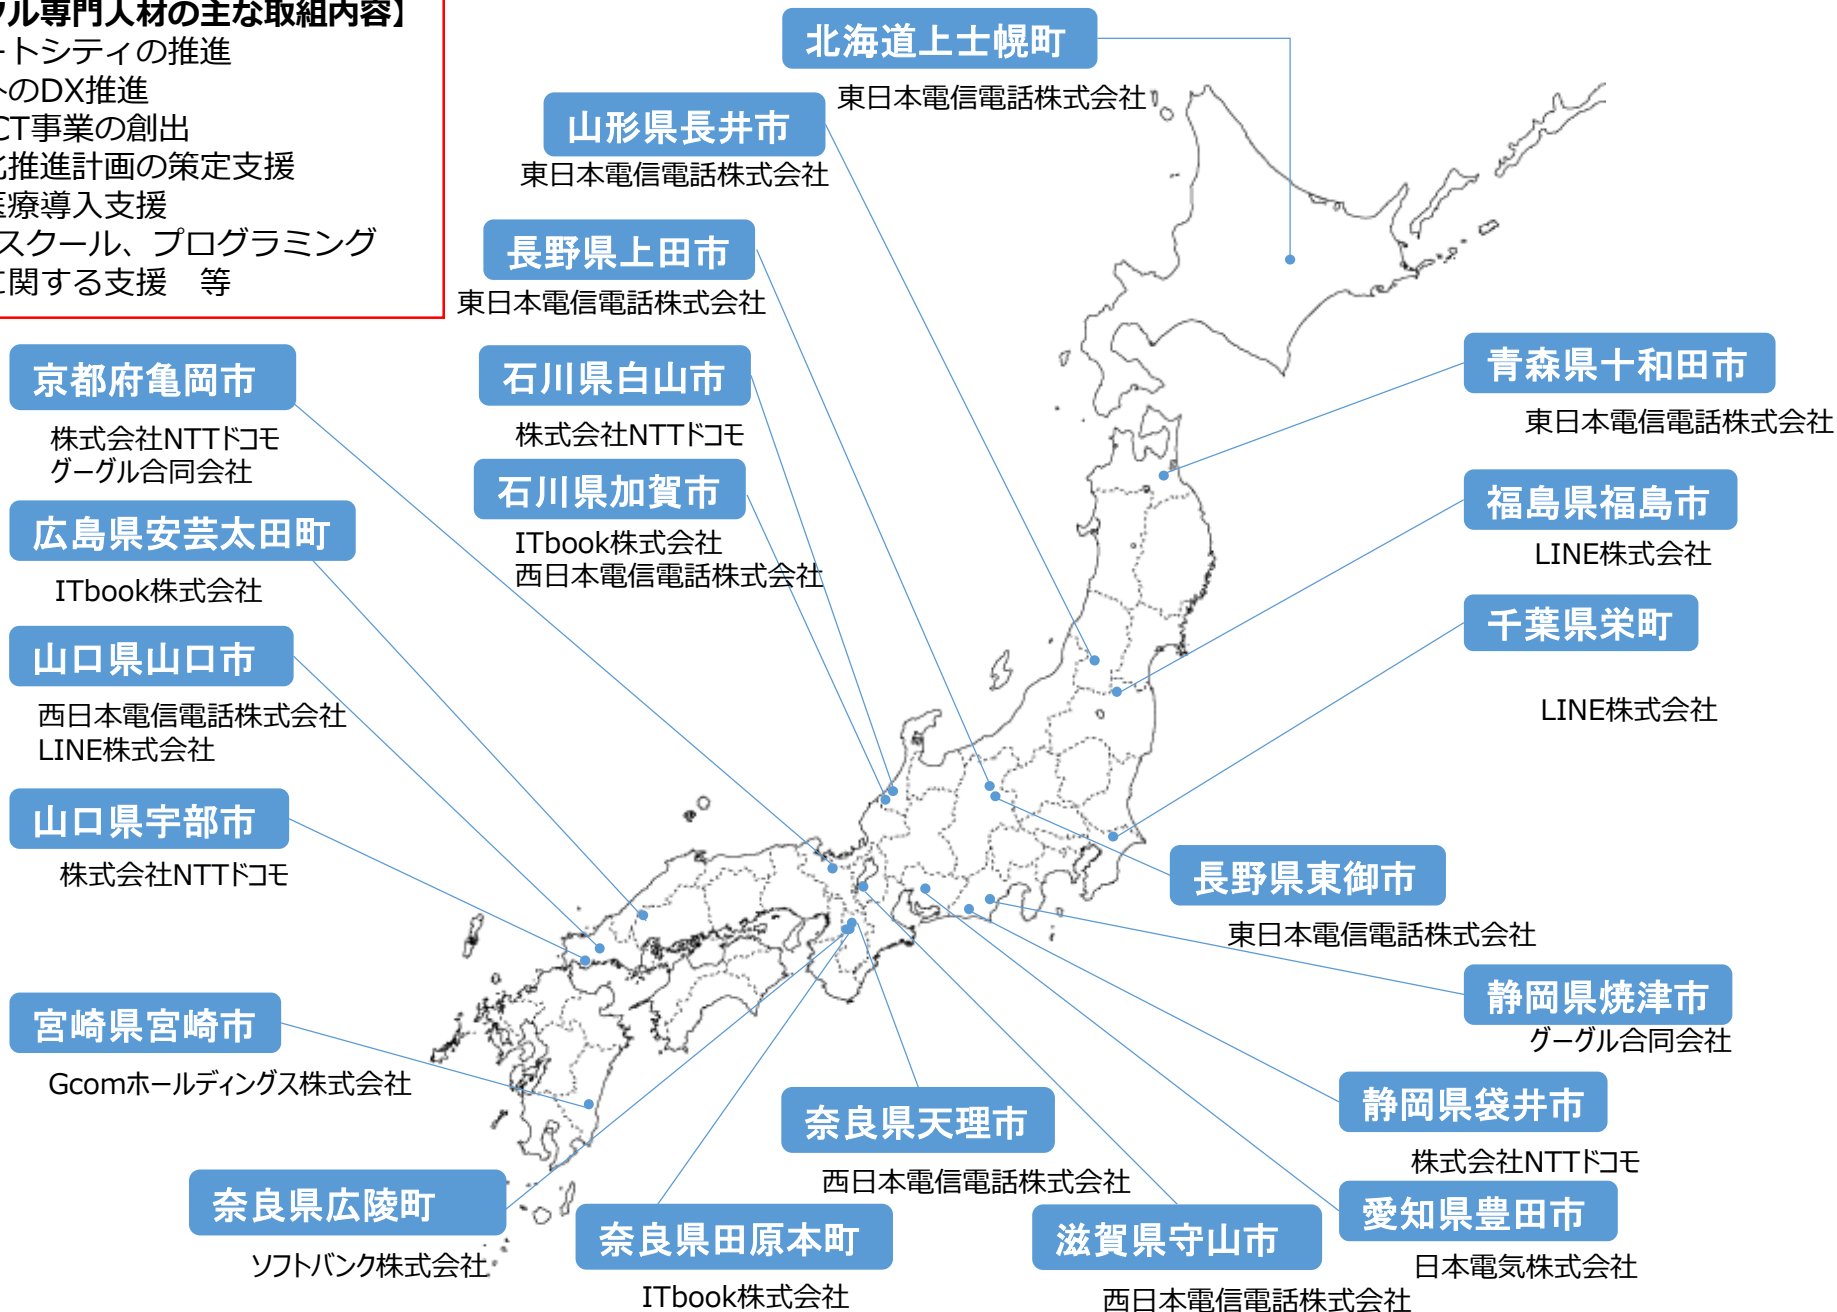 ル専門人材の主な取組内容】
ートシティの推進
のDX推進
CT事業の創出
推進計画の策定支援
医療導入支援
スクール、プログラミング
に関する支援　等
北海道上士幌町
東日本電信電話株式会社
山形県長井市
東日本電信電話株式会社
長野県上田市
東日本電信電話株式会社
京都府亀岡市
株式会社NTTドコモ
グーグル合同会社
石川県白山市
株式会社NTTドコモ
青森県十和田市
東日本電信電話株式会社
石川県加賀市
ITbook株式会社
西日本電信電話株式会社
福島県福島市
LINE株式会社
広島県安芸太田町
ITbook株式会社
千葉県栄町
LINE株式会社
山口県山口市
西日本電信電話株式会社
LINE株式会社
山口県宇部市
株式会社NTTドコモ
長野県東御市
東日本電信電話株式会社
静岡県焼津市
グーグル合同会社
宮崎県宮崎市
Gcomホールディングス株式会社
静岡県袋井市
株式会社NTTドコモ
奈良県天理市
西日本電信電話株式会社
奈良県広陵町
ソフトバンク株式会社
奈良県田原本町
ITbook株式会社
滋賀県守山市
西日本電信電話株式会社
愛知県豊田市
日本電気株式会社